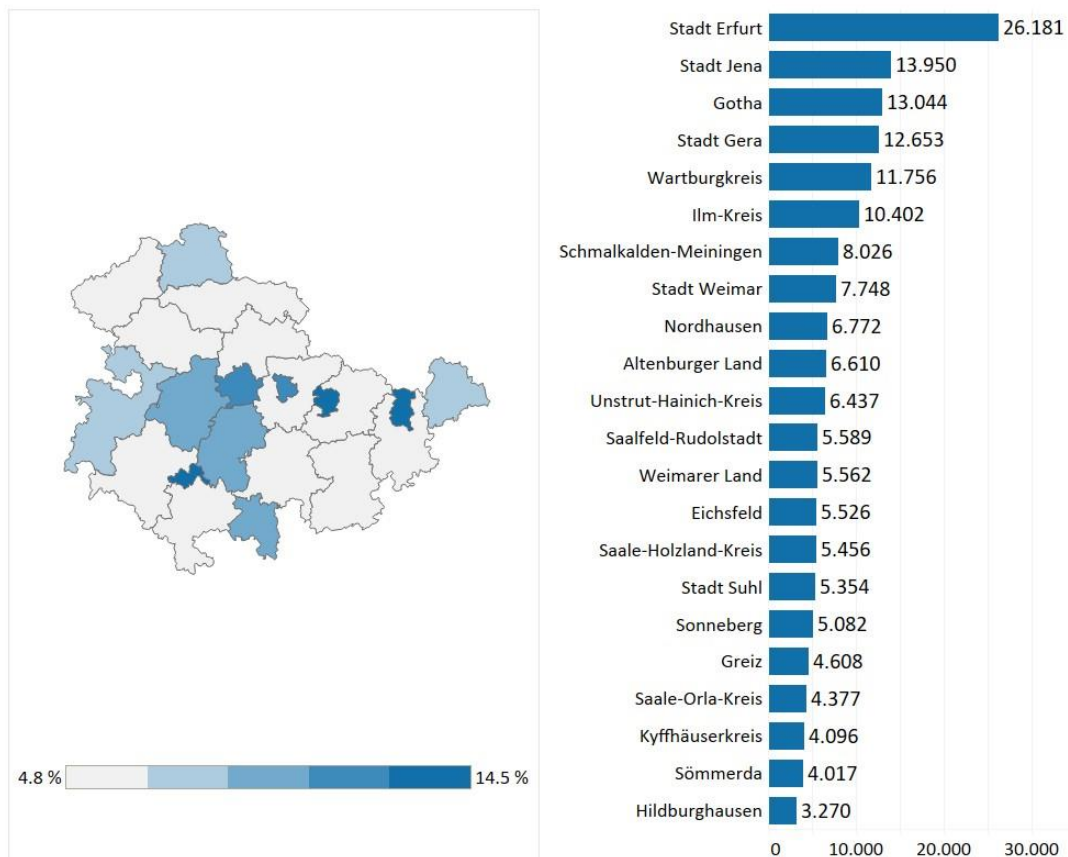 Stadt Erfurt 26.181
Stadt Jena 13.950
Gotha 13.044
Stadt Gera 12.653
Wartburgkreis 11.756
Ilm-Kreis 10.402
Schmalkalden-Meiningen 8.026
Stadt Weimar 7.748
Nordhausen 6.772
Altenburger Land 6.610
Unstrut-Hainich-Kreis 6.437
Saalfeld-Rudolstadt 5.589
Weimarer Land 5.562
Eichsfeld 5.526
Saale-Holzland-Kreis 5.456
Stadt Suhl 5.354
Sonneberg 5.082
Greiz 4.608
Saale-Orla-Kreis 4.377
Kyffhäuserkreis 4.096
Sömmerda 4.017
Hildburghausen 3.270
0 10.000 20.000 30.000
4.8 % 14.5 %